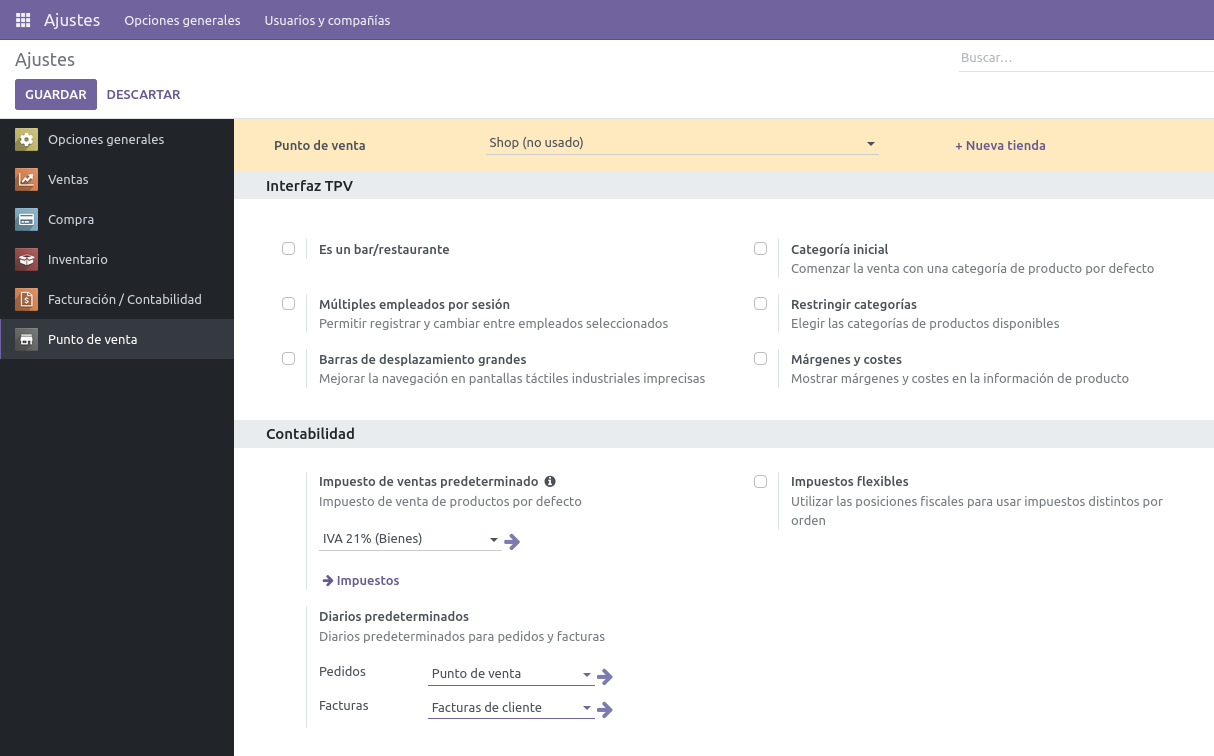 Ajustes Opciones generales Usuarios y compañías
Ajustes
Buscar...
GUARDAR DESCARTAR
Opciones generales
Ventas
Compra
Inventario
Facturación / Contabilidad
Punto de venta
Punto de venta Shop (no usado) + Nueva tienda
Interfaz TPV
Es un bar/restaurante
Categoría inicial
Comenzar la venta con una categoría de producto por defecto
Múltiples empleados por sesión
Permitir registrar y cambiar entre empleados seleccionados
Restringir categorías
Elegir las categorías de productos disponibles
Barras de desplazamiento grandes
Mejorar la navegación en pantallas táctiles industriales imprecisas
Márgenes y costes
Mostrar márgenes y costes en la información de producto
Contabilidad
Impuesto de ventas predeterminado
Impuesto de venta de productos por defecto
IVA 21% (Bienes)
Impuestos
Impuestos flexibles
Utilizar las posiciones fiscales para usar impuestos distintos por
orden
Diarios predeterminados
Diarios predeterminados para pedidos y facturas
Pedidos Punto de venta
Facturas Facturas de cliente